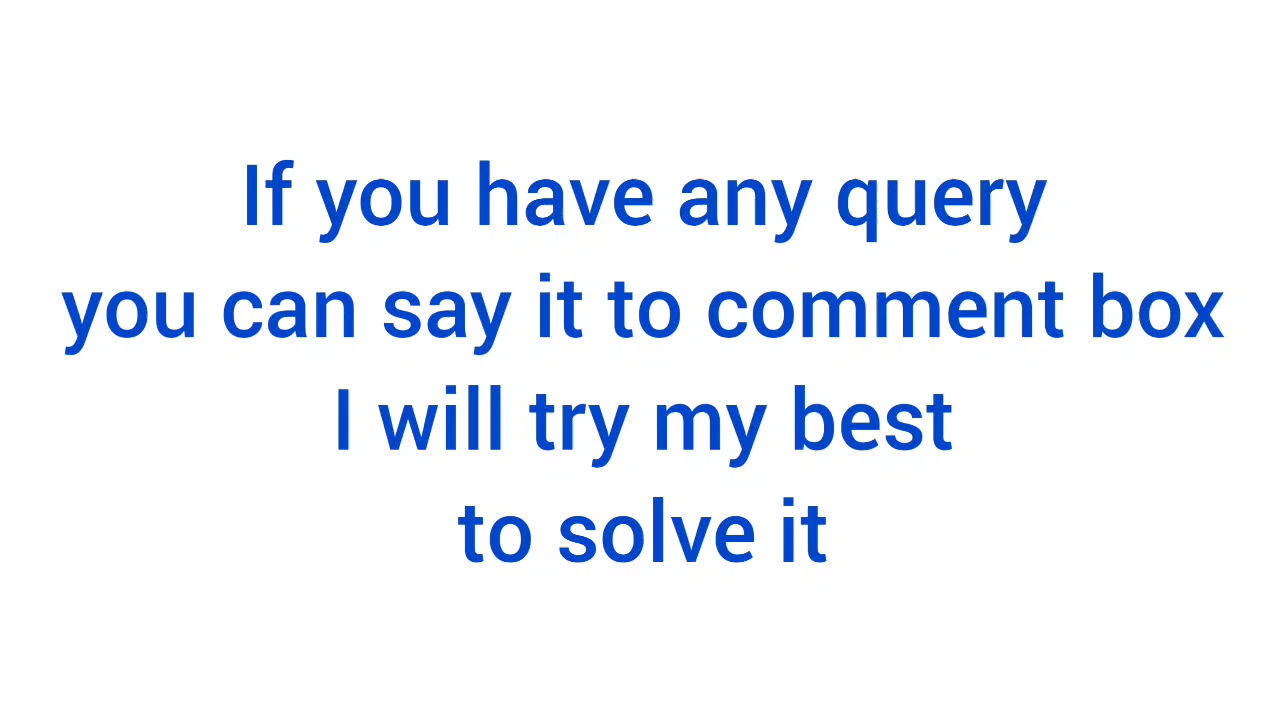 If you have any query
you can say it to comment box
I will try my best
to solve it